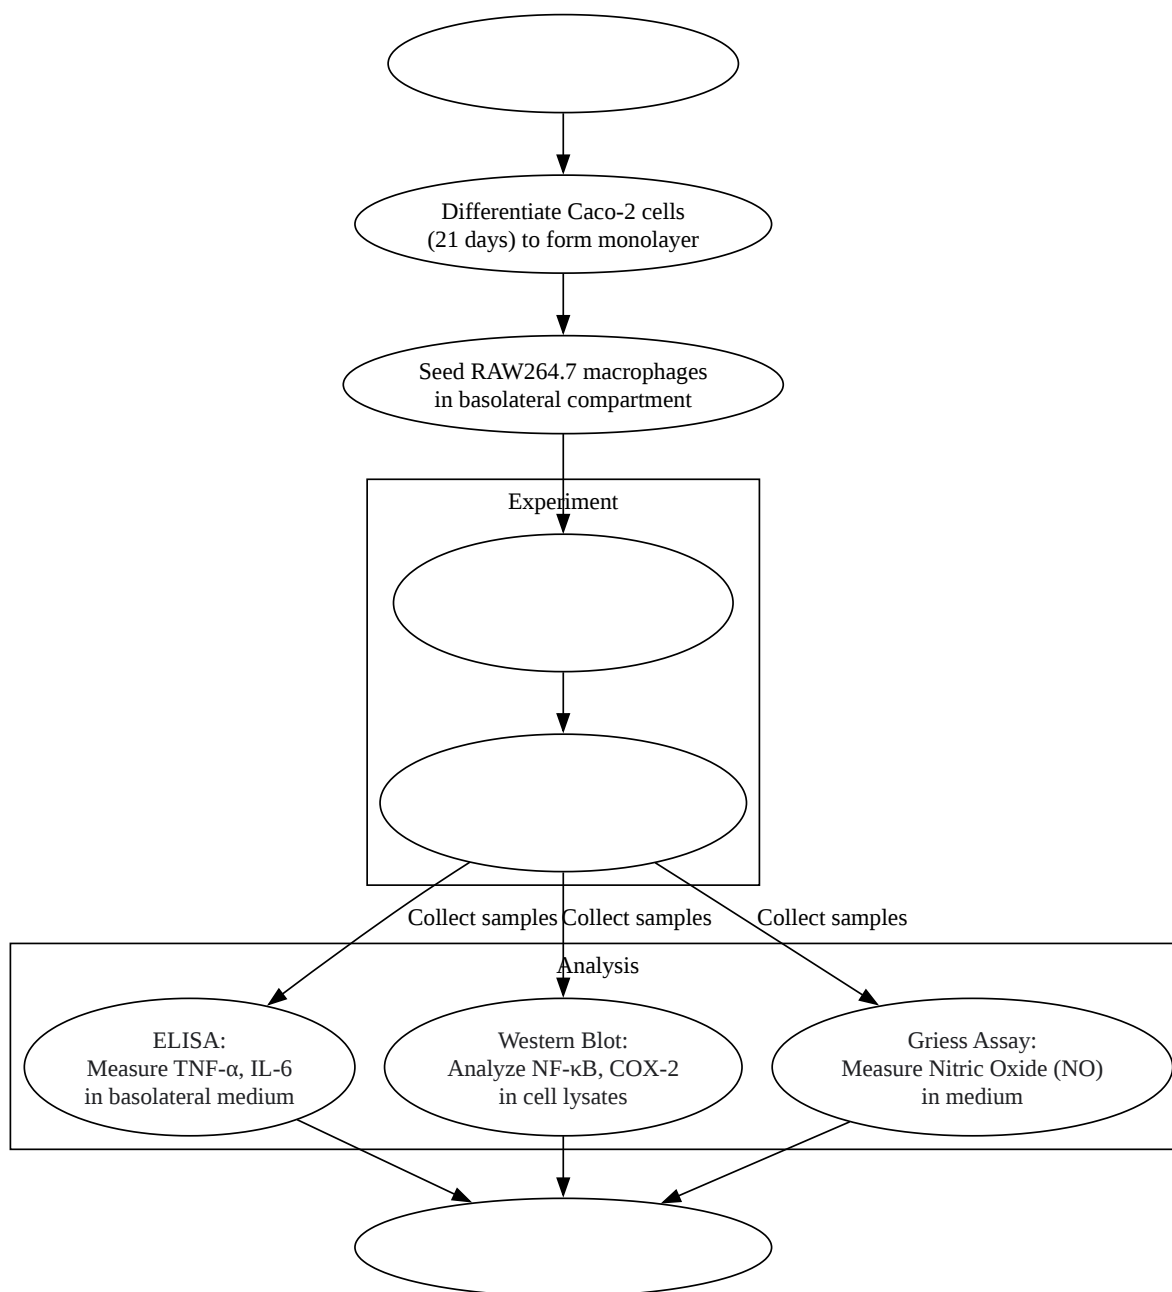 Differentiate Caco-2 cells
(21 days) to form monolayer
Seed RAW264.7 macrophages
in basolateral compartment
Experiment
Collect samples
Collect samples
Collect samples
Analysis
ELISA:
Measure TNF-α, IL-6
in basolateral medium
Western Blot:
Analyze NF-κB, COX-2
in cell lysates
Griess Assay:
Measure Nitric Oxide (NO)
in medium